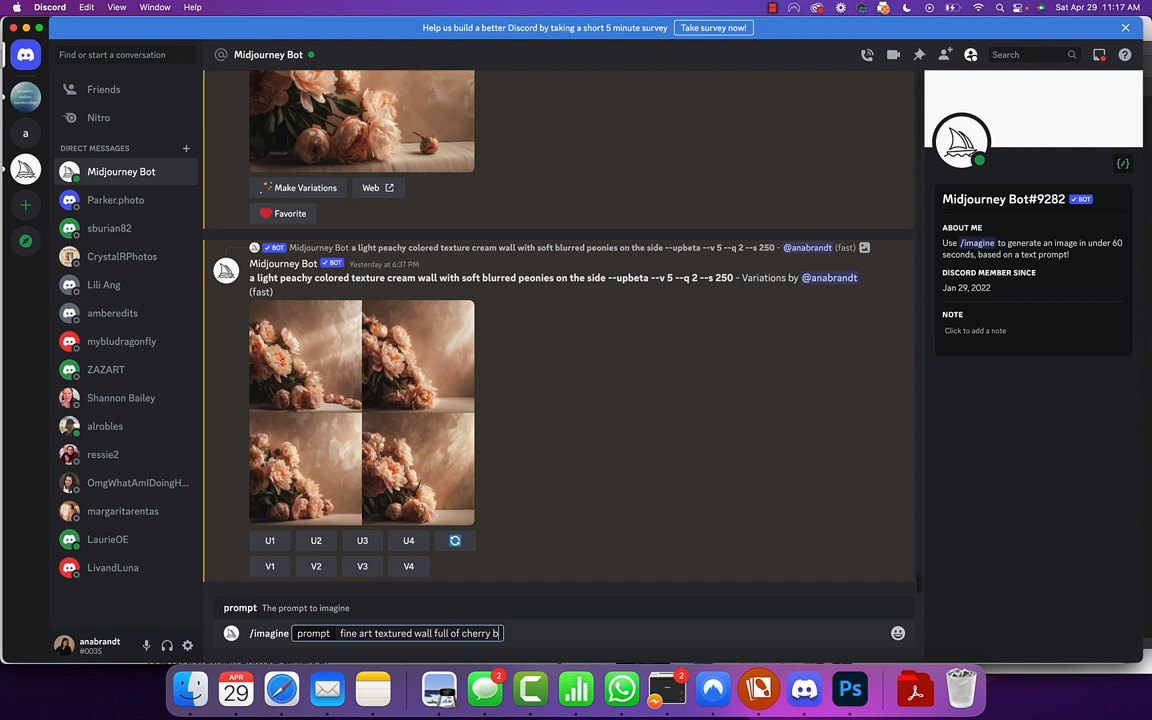 Discord Edit View Window Help
Sat Apr 29 11:17 AM
Help us build a better Discord by taking a short 5 minute survey Take survey now!
Find or start a conversation
Midjourney Bot
Search
Friends
Nitro
DIRECT MESSAGES
Midjourney Bot
Parker.photo
sburian82
CrystalRPhotos
Lili Ang
amberedits
mybludragonfly
ZAZART
Shannon Bailey
alrobles
ressie2
OmgWhatAmIDoingH...
margaritarentas
LaurieOE
LivandLuna
anabrandt
#0035
a
Make Variations Web
Favorite
BOT Midjourney Bot a light peachy colored texture cream wall with soft blurred peonies on the side --upbeta --v 5 --q 2 --s 250 - @anabrandt (fast)
Midjourney Bot BOT Yesterday at 6:37 PM
a light peachy colored texture cream wall with soft blurred peonies on the side --upbeta --v 5 --q 2 --s 250 - Variations by @anabrandt
(fast)
U1 U2 U3 U4
V1 V2 V3 V4
prompt The prompt to imagine
/imagine prompt fine art textured wall full of cherry b
Midjourney Bot#9282 BOT
ABOUT ME
Use /imagine to generate an image in under 60
seconds, based on a text prompt!
DISCORD MEMBER SINCE
Jan 29, 2022
NOTE
Click to add a note
APR
29
2
2
Ps